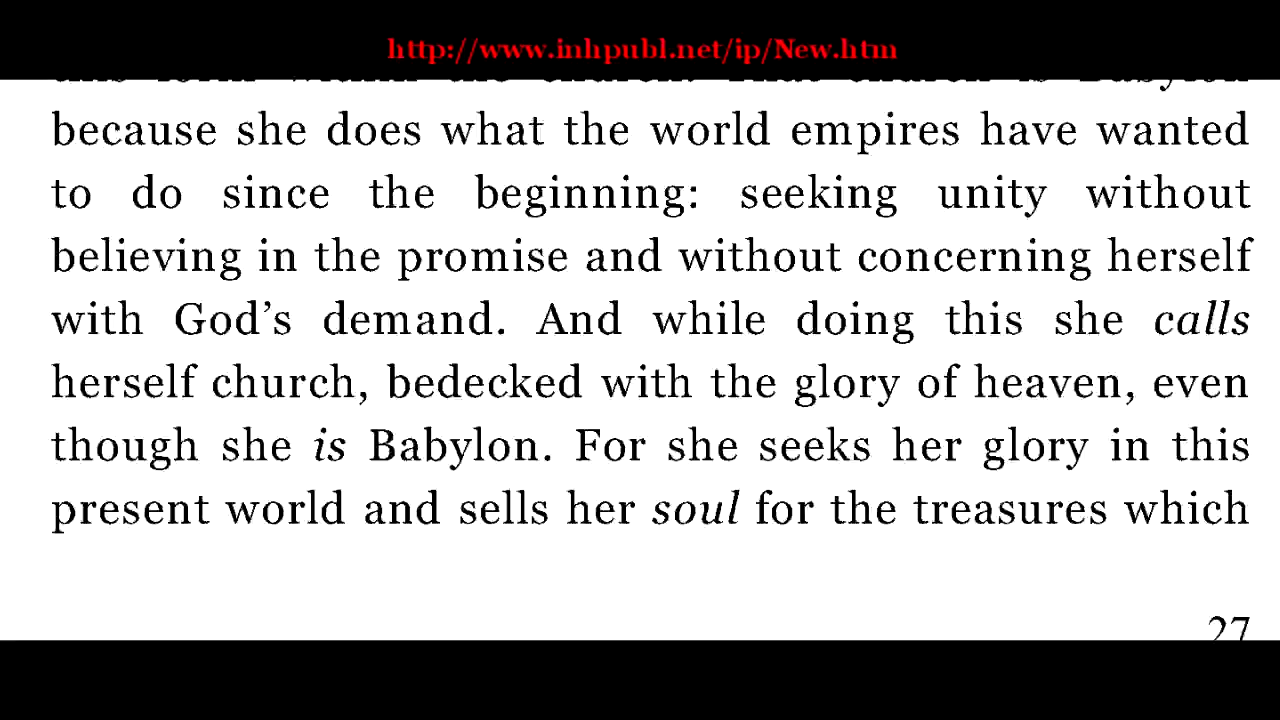 http://www.inhpubl.net/ip/New.htm
because she does what the world empires have wanted
to do since the beginning: seeking unity without
believing in the promise and without concerning herself
with God’s demand. And while doing this she calls
herself church, bedecked with the glory of heaven, even
though she is Babylon. For she seeks her glory in this
present world and sells her soul for the treasures which
27